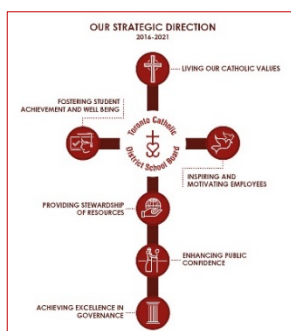 OUR STRATEGIC DIRECTION
2016-2021
LIVING OUR CATHOLIC VALUES
FOSTERING STUDENT
ACHIEVEMENT AND WELL BEING
Toronto Catholic
District School Board
INSPIRING AND
MOTIVATING EMPLOYEES
PROVIDING STEWARDSHIP
OF RESOURCES
ENHANCING PUBLIC
CONFIDENCE
ACHIEVING EXCELLENCE IN
GOVERNANCE